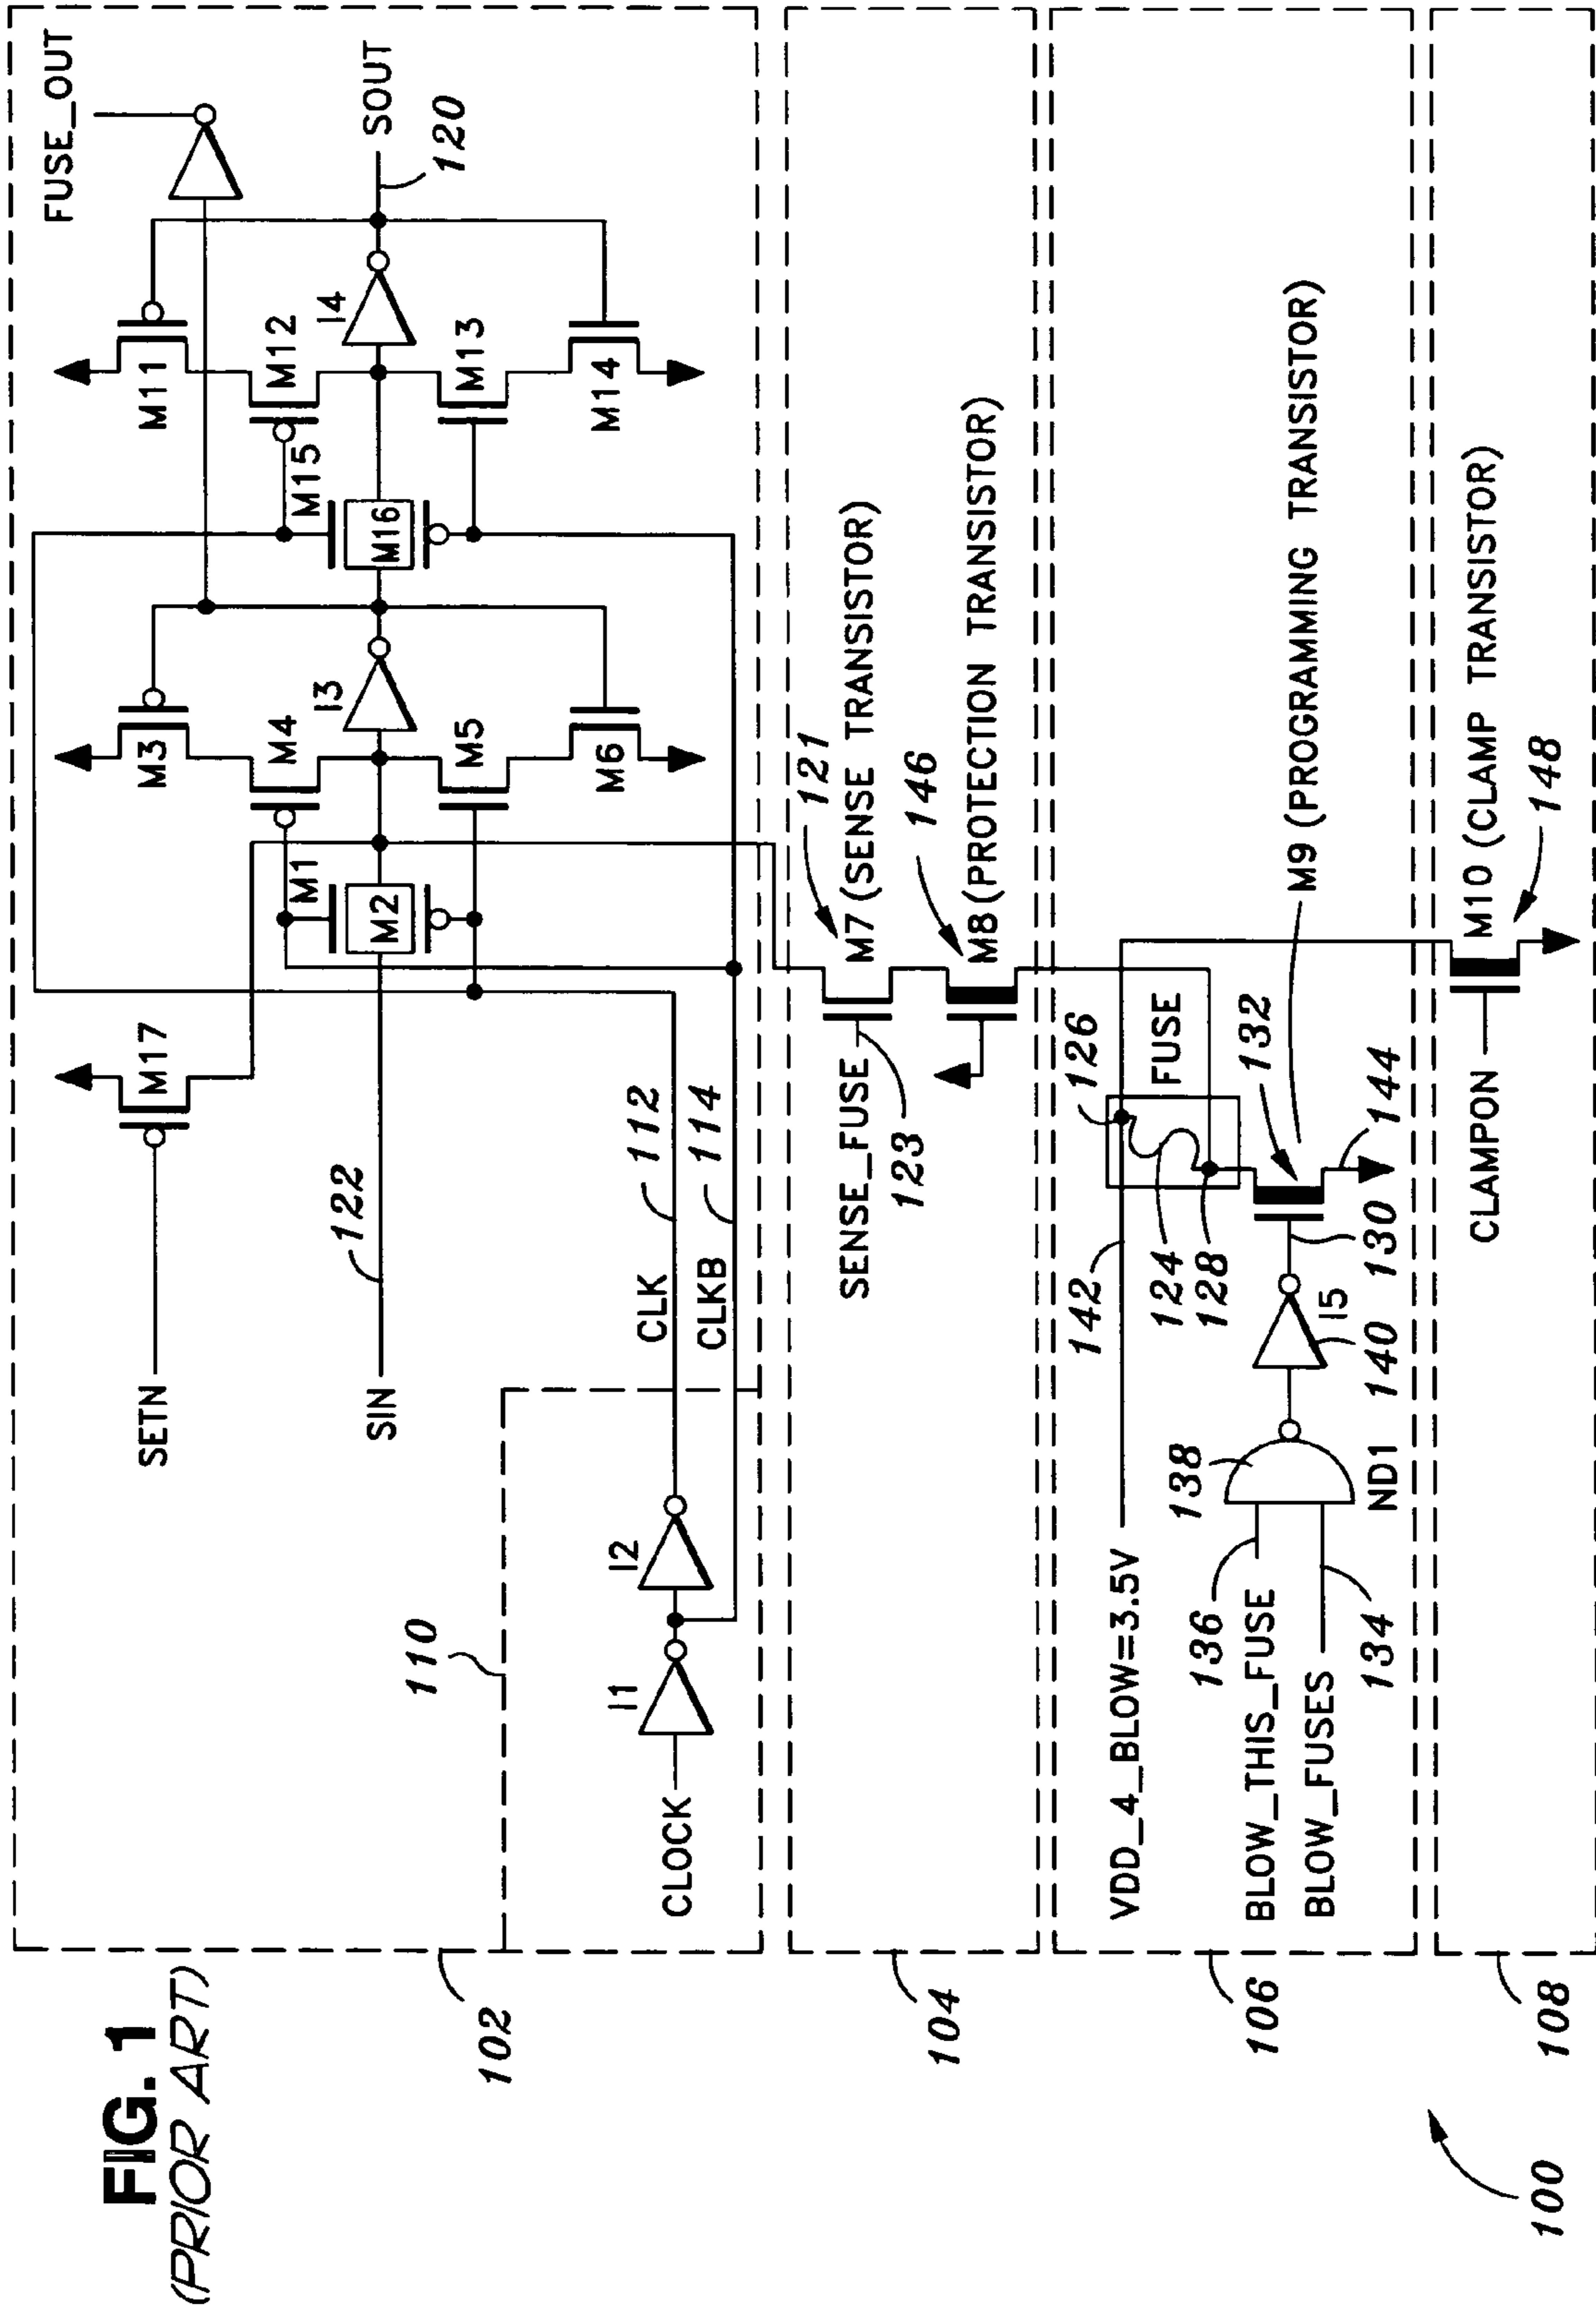 FIG. 1
(PRIOR ART)
FUSE_OUT
SETN
M17
M3
M11
M4
M12
M1
M15
122
SIN
M2
I3
M16
I4
SOUT
120
M5
M13
M6
M14
110
CLOCK
I1
I2
CLK
112
CLKB
114
102
SENSE_FUSE
123
M7 (SENSE TRANSISTOR)
121
M8 (PROTECTION TRANSISTOR)
146
104
VDD_4_BLOW=3.5V
142
126
FUSE
124
128
132
M9 (PROGRAMMING TRANSISTOR)
BLOW_THIS_FUSE
136
138
BLOW_FUSES
134
ND1
140
I5
130
144
106
CLAMPON
M10 (CLAMP TRANSISTOR)
148
108
100